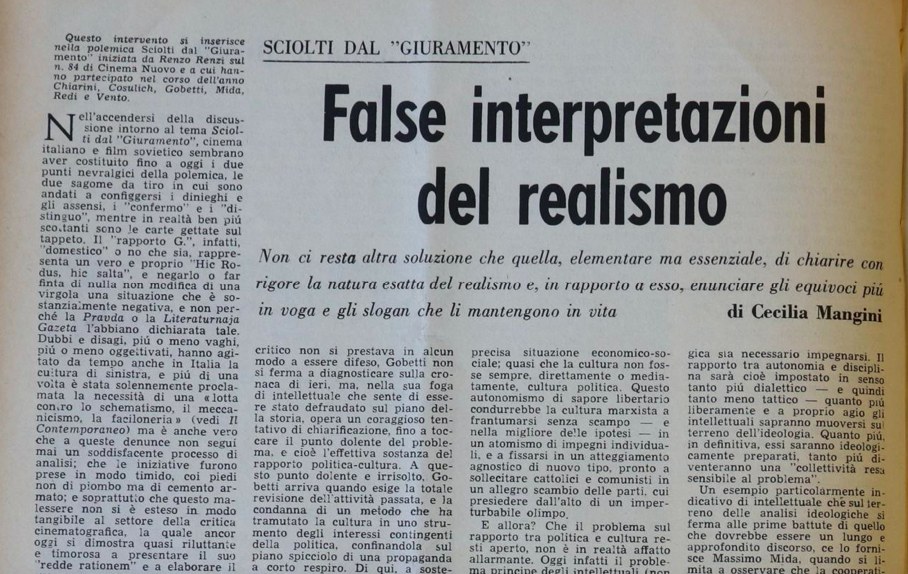 Questo intervento si inserisce
nella polemica Sciolti dal "Giura-
mento" iniziata da Renzo Renzi sul
n. 84 di Cinema Nuovo e a cui han-
no partecipato nel corso dell'anno
Chiarini, Cosulich, Gobetti, Mida,
Redi e Vento.
Nell'accendersi della discus-
sione intorno al tema Sciol-
ti dal "Giuramento", cinema
italiano e film sovietico sembrano
aver costituito fino a oggi i due
punti nevralgici della polemica, le
due sagome da tiro in cui sono
andati a configgersi i dinieghi e
gli assensi, i "confermo" e i "di-
stinguo", mentre in realtà ben più
scottanti sono le carte gettate sul
tappeto. Il "rapporto G.", infatti,
"domestico" o no che sia, rappre-
senta un vero e proprio "Hic Ro-
dus, hic salta", e negarlo o far
finta di nulla non modifica di una
virgola una situazione che è so-
stanzialmente negativa, e non per-
ché la Pravda o la Literaturnaja
Gazeta l'abbiano dichiarata tale.
Dubbi e disagi, più o meno vaghi,
più o meno oggettivati, hanno agi-
tato da tempo anche in Italia la
cultura di sinistra, e più di una
volta è stata solennemente procla-
mata la necessità di una « lotta
contro lo schematismo, il mecca-
nicismo, la faciloneria » (vedi Il
Contemporaneo) ma è anche vero
che a queste denunce non seguì
mai un soddisfacente processo di
analisi; che le iniziative furono
prese in modo timido, coi piedi
non di piombo ma di cemento ar-
mato; e soprattutto che questo ma-
lessere non si è esteso in modo
tangibile al settore della critica
cinematografica, la quale ancor
oggi si dimostra quasi riluttante
e timorosa a presentare il suo
"redde rationem" e a elaborare il
SCIOLTI DAL "GIURAMENTO"
False interpretazioni
del realismo
Non ci resta altra soluzione che quella, elementare ma essenziale, di chiarire con
rigore la natura esatta del realismo e, in rapporto a esso, enunciare gli equivoci più
in voga e gli slogan che li mantengono in vita
di Cecilia Mangini
critico non si prestava in alcun
modo a essere difeso, Gobetti non
si ferma a diagnosticare sulla cro-
naca di ieri, ma, nella sua foga
di intellettuale che sente di esse-
re stato defraudato sul piano del-
la storia, opera un coraggioso ten-
tativo di chiarificazione, fino a toc-
care il punto dolente del proble-
ma, e cioè l'effettiva sostanza del
rapporto politica-cultura. A que-
sto punto dolente e irrisolto, Go-
betti arriva quando esige la totale
revisione dell'attività passata, e la
condanna di un metodo che ha
tramutato la cultura in uno stru-
mento degli interessi contingenti
della politica, confinandola sul
piano spicciolo di una propaganda
a corto respiro. Di qui, a soste-
precisa situazione economico-so-
ciale; quasi che la cultura non fos-
se sempre, direttamente o media-
tamente, cultura politica. Questo
autonomismo di sapore libertario
condurrebbe la cultura marxista a
frantumarsi senza scampo — e
nella migliore delle ipotesi — in
un atomismo di impegni individua-
li, e a fissarsi in un atteggiamento
agnostico di nuovo tipo, pronto a
sollecitare cattolici e comunisti in
un allegro scambio delle parti, cui
presiedere dall'alto di un imper-
turbabile olimpo.
E allora? Che il problema sul
rapporto tra politica e cultura re-
sti aperto, non è in realtà affatto
allarmante. Oggi infatti il proble-
ma principe degli intellettuali (non
gica sia necessario impegnarsi. Il
rapporto tra autonomia e discipli-
na sarà cioè impostato in senso
tanto più dialettico — e quindi
tanto meno tattico — quanto più
liberamente e a proprio agio gli
intellettuali sapranno muoversi sul
terreno dell'ideologia. Quanto più,
in definitiva, essi saranno ideologi-
camente preparati, tanto più di-
venteranno una "collettività resa
sensibile al problema".
Un esempio particolarmente in-
dicativo di intellettuale che sul ter-
reno delle analisi ideologiche si
ferma alle prime battute di quello
che dovrebbe essere un lungo e
approfondito discorso, ce lo forni-
sce Massimo Mida, quando si li-
mita a osservare che la cooperati-